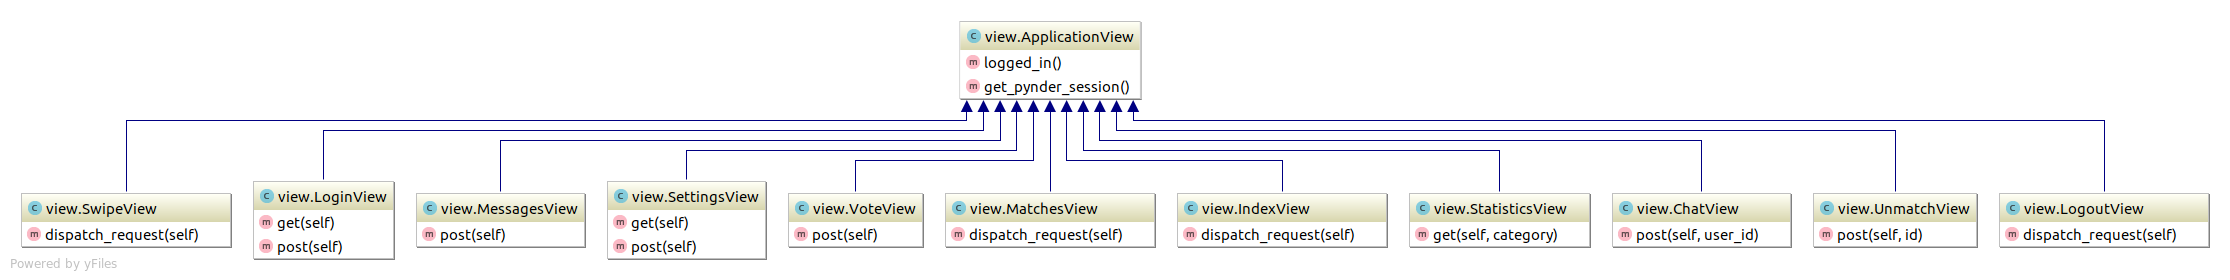 C view.ApplicationView
m logged_in()
m get_pynder_session()
C view.SwipeView
m dispatch_request(self)
C view.LoginView
m get(self)
m post(self)
C view.MessagesView
m post(self)
C view.SettingsView
m get(self)
m post(self)
C view.VoteView
m post(self)
C view.MatchesView
m dispatch_request(self)
C view.IndexView
m dispatch_request(self)
C view.StatisticsView
m get(self, category)
C view.ChatView
m post(self, user_id)
C view.UnmatchView
m post(self, id)
C view.LogoutView
m dispatch_request(self)
Powered by yFiles